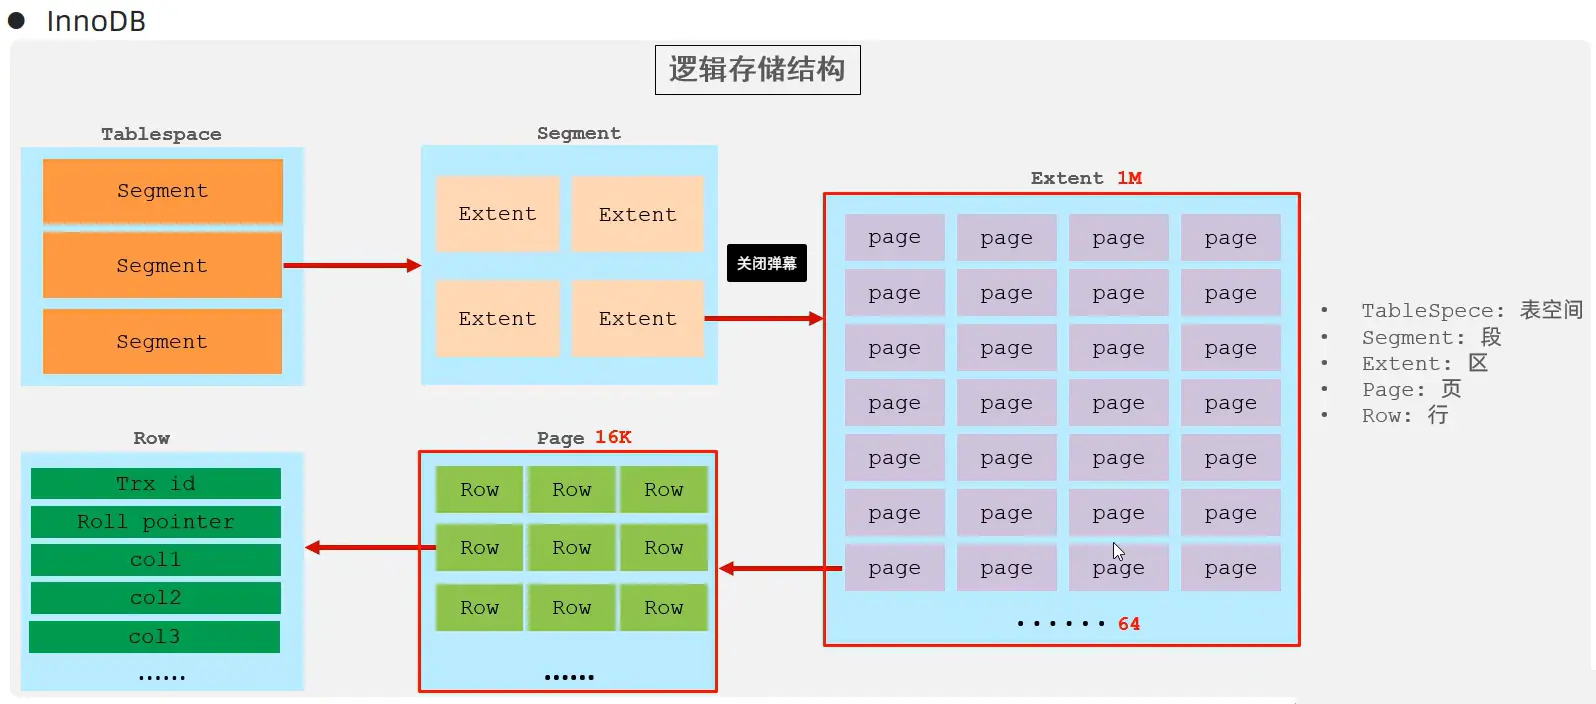 ● InnoDB
逻辑存储结构
Tablespace
Segment
Segment
Segment
Segment
Extent Extent
Extent Extent
关闭弹幕
Extent 1M
page page page page
page page page page
page page page page
page page page page
page page page page
page page page page
page page page page
...... 64
• TableSpece: 表空间
• Segment: 段
• Extent: 区
• Page: 页
• Row: 行
Row
Trx id
Roll pointer
col1
col2
col3
......
Page 16K
Row Row Row
Row Row Row
Row Row Row
......